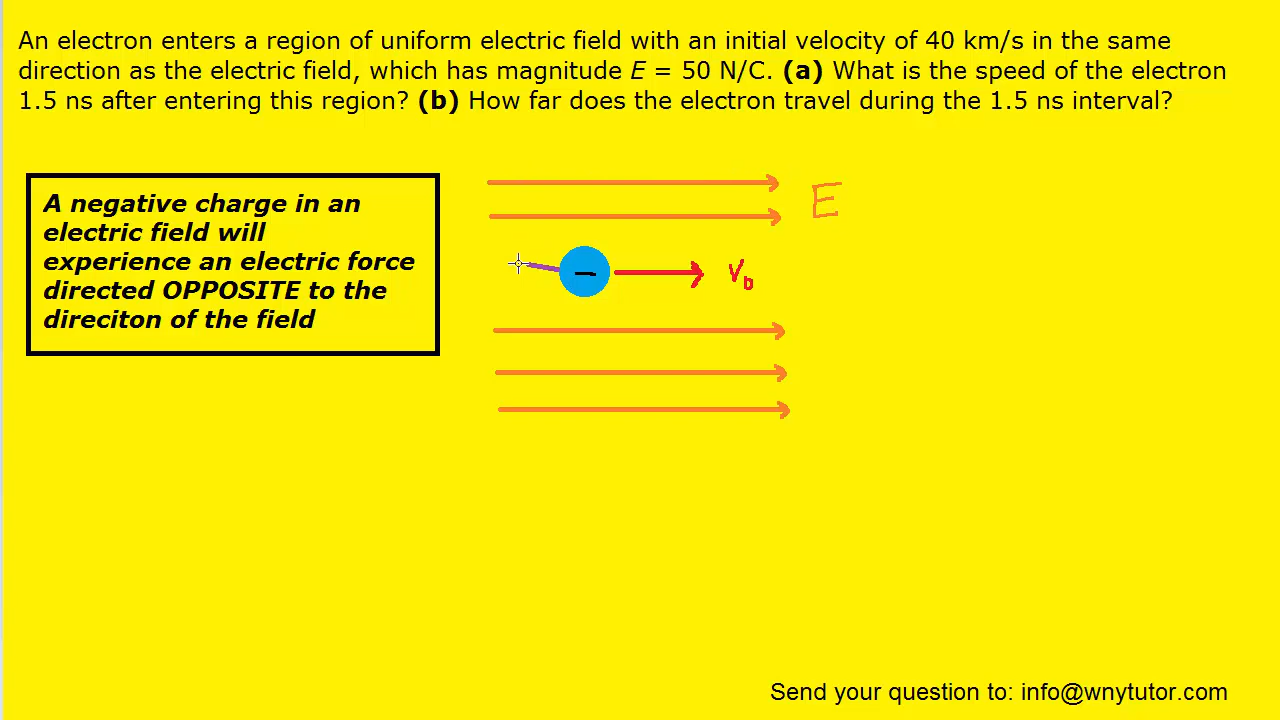 An electron enters a region of uniform electric field with an initial velocity of 40 km/s in the same
direction as the electric field, which has magnitude E = 50 N/C. (a) What is the speed of the electron
1.5 ns after entering this region? (b) How far does the electron travel during the 1.5 ns interval?
A negative charge in an
electric field will
experience an electric force
directed OPPOSITE to the
direciton of the field
E
−
Vb
Send your question to: info@wnytutor.com